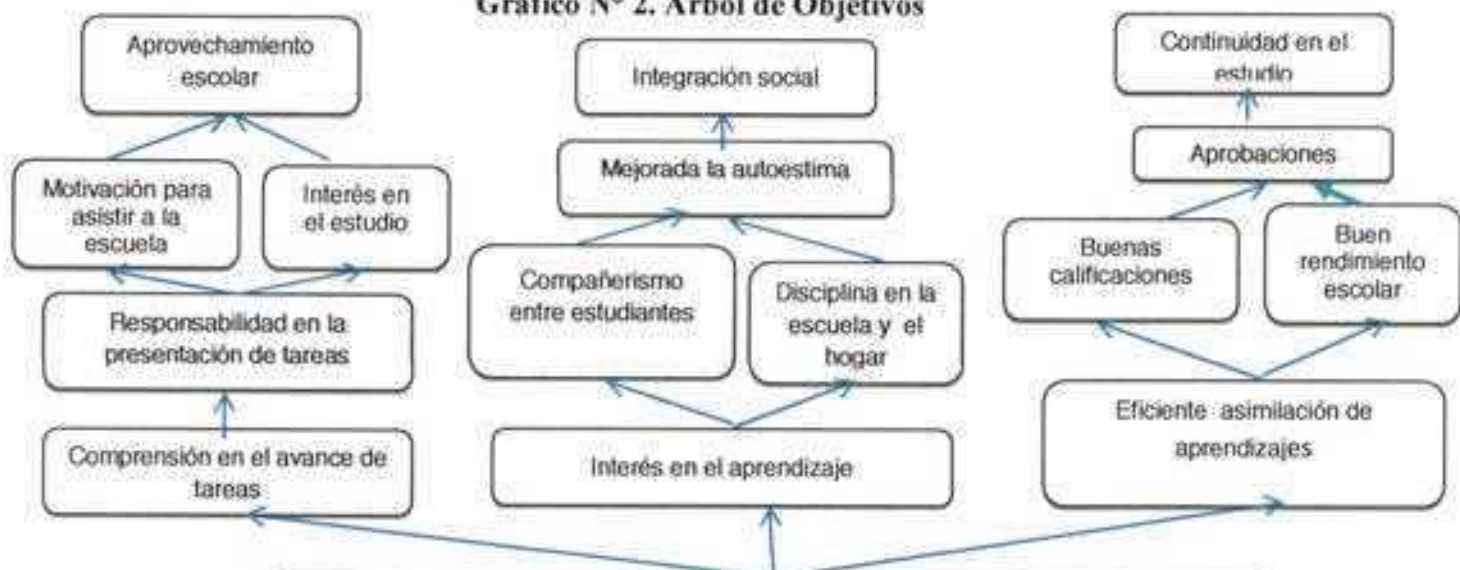 Gráfico N° 2. Árbol de Objetivos
Aprovechamiento
escolar
Integración social
Continuidad en el
estudio
Mejorada la autoestima
Aprobaciones
Motivación para
asistir a la
escuela
Interés en
el estudio
Compañerismo
entre estudiantes
Disciplina en la
escuela y el
hogar
Buenas
calificaciones
Buen
rendimiento
escolar
Responsabilidad en la
presentación de tareas
Comprensión en el avance de
tareas
Interés en el aprendizaje
Eficiente asimilación de
aprendizajes